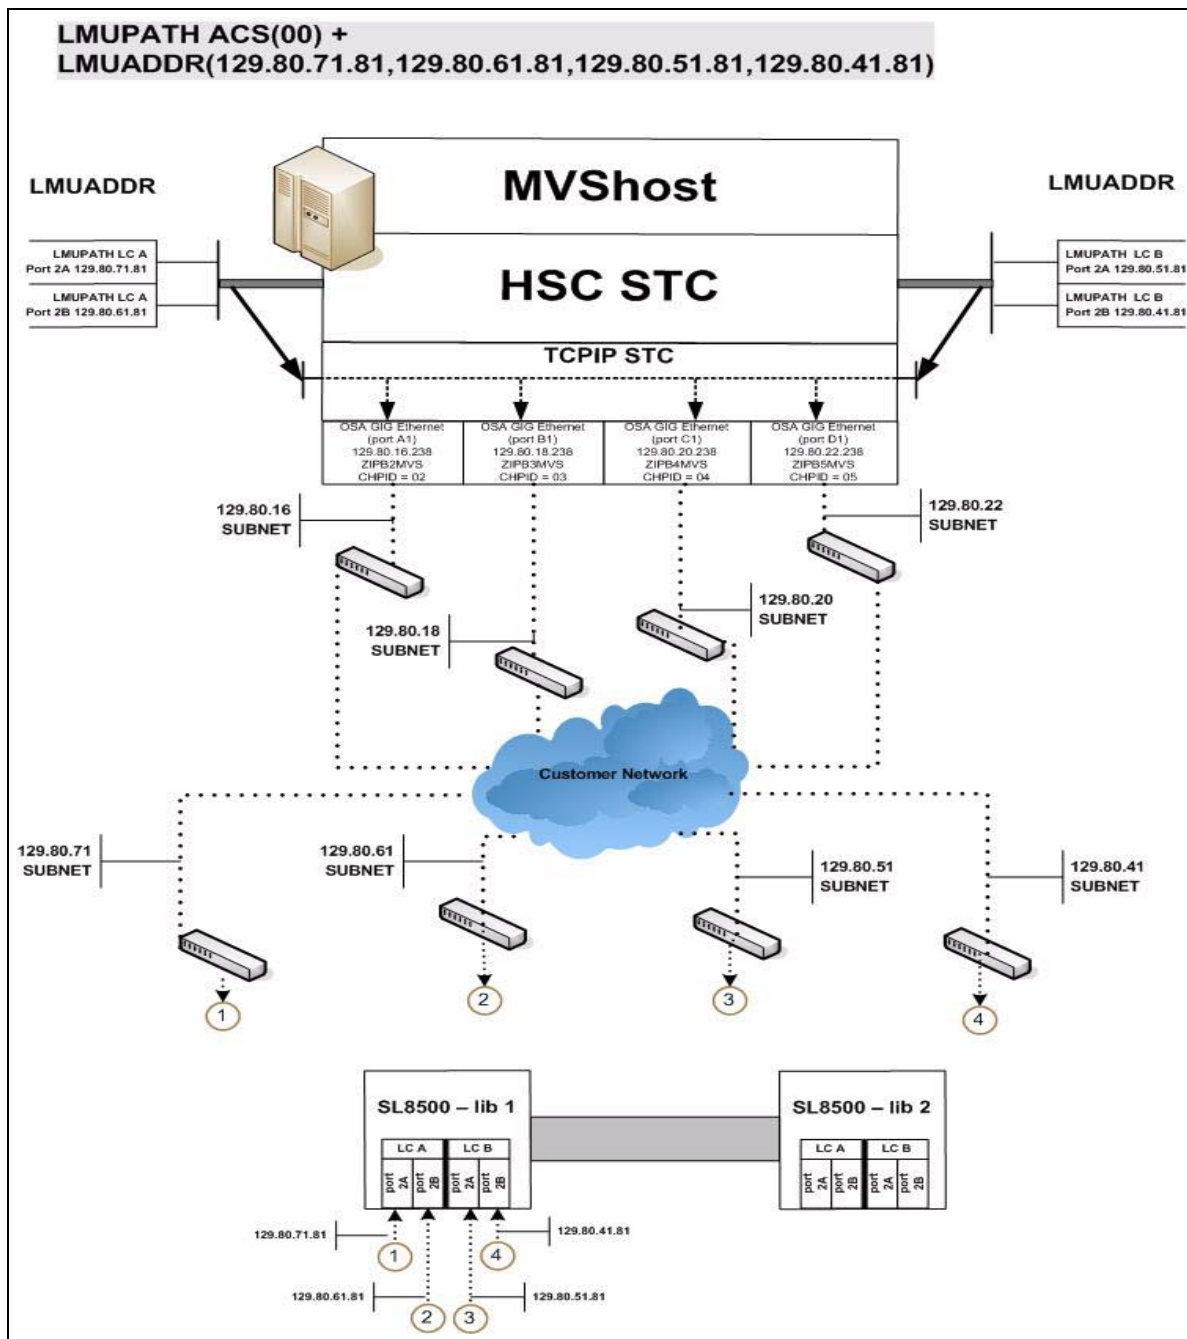 LMUPATH ACS(00) +
LMUADDR(129.80.71.81,129.80.61.81,129.80.51.81,129.80.41.81)
LMUADDR
LMUPATH LC A
Port 2A 129.80.71.81
LMUPATH LC A
Port 2B 129.80.61.81
MVShost
HSC STC
TCPIP STC
LMUADDR
LMUPATH LC B
Port 2A 129.80.51.81
LMUPATH LC B
Port 2B 129.80.41.81
OSA GIG Ethernet
(port A1)
129.80.16.238
ZIPB2MVS
CHPID = 02
OSA GIG Ethernet
(port B1)
129.80.18.238
ZIPB3MVS
CHPID = 03
OSA GIG Ethernet
(port C1)
129.80.20.238
ZIPB4MVS
CHPID = 04
OSA GIG Ethernet
(port D1)
129.80.22.238
ZIPB5MVS
CHPID = 05
129.80.16
SUBNET
129.80.22
SUBNET
129.80.18
SUBNET
129.80.20
SUBNET
Customer Network
129.80.71
SUBNET
129.80.61
SUBNET
129.80.51
SUBNET
129.80.41
SUBNET
1
2
3
4
SL8500 – lib 1
LC A
LC B
port 2A
port 2B
port 2A
port 2B
SL8500 – lib 2
LC A
LC B
port 2A
port 2B
port 2A
port 2B
129.80.71.81
1
4
129.80.41.81
129.80.61.81
2
3
129.80.51.81